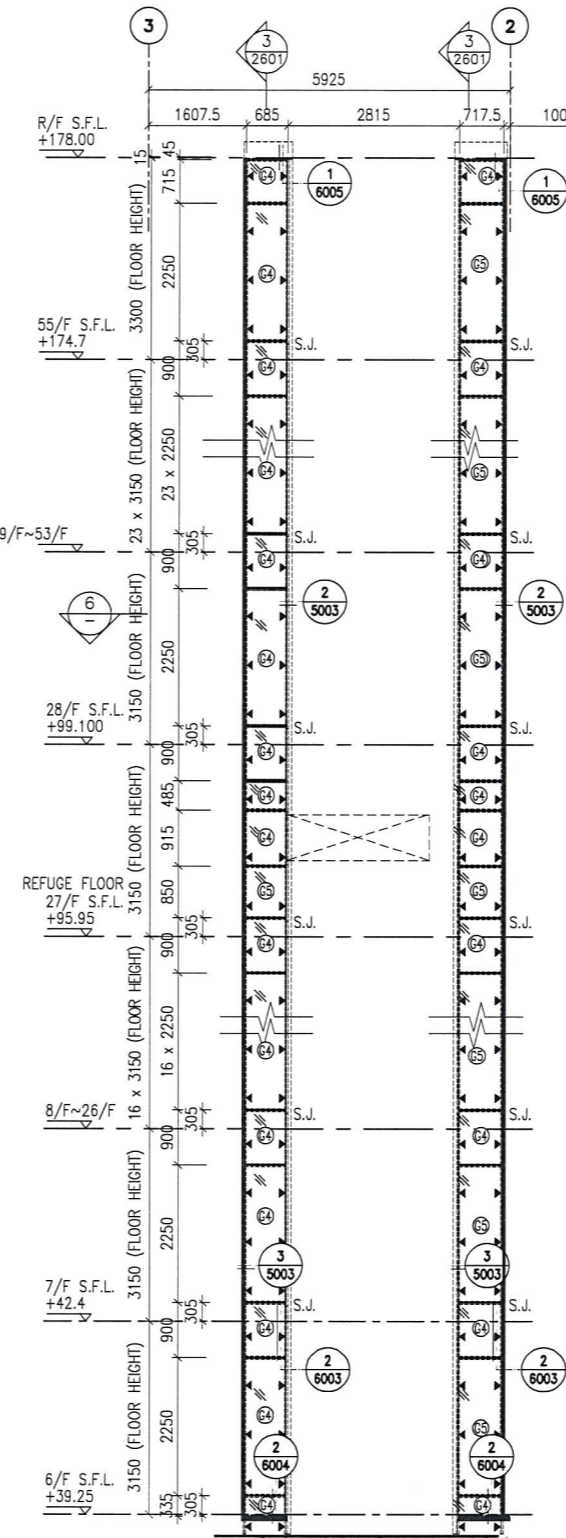 3
2
3
2601
3
2601
5925
1607.5
685
2815
717.5
100
R/F S.F.L.
+178.00
15
45
715
G4
G4
1
6005
1
6005
3300 (FLOOR HEIGHT)
2250
G4
G5
55/F S.F.L.
+174.7
305
S.J.
S.J.
900
G4
G4
23 x 3150 (FLOOR HEIGHT)
23 x 2250
G4
G5
9/F~53/F
305
S.J.
S.J.
900
G4
G4
2
5003
2
5003
6
-
3150 (FLOOR HEIGHT)
2250
G4
G5
28/F S.F.L.
+99.100
305
S.J.
S.J.
900
G4
G4
485
G4
G4
3150 (FLOOR HEIGHT)
915
G4
G4
REFUGE FLOOR
27/F S.F.L.
+95.95
850
G5
G5
305
S.J.
S.J.
900
G4
G4
16 x 3150 (FLOOR HEIGHT)
16 x 2250
G4
G5
8/F~26/F
305
S.J.
S.J.
900
G4
G4
3150 (FLOOR HEIGHT)
2250
G4
G5
3
5003
3
5003
7/F S.F.L.
+42.4
305
S.J.
S.J.
900
G4
G4
2
6003
2
6003
3150 (FLOOR HEIGHT)
2250
G4
G5
2
6004
2
6004
6/F S.F.L.
+39.25
335
305
G4
G4